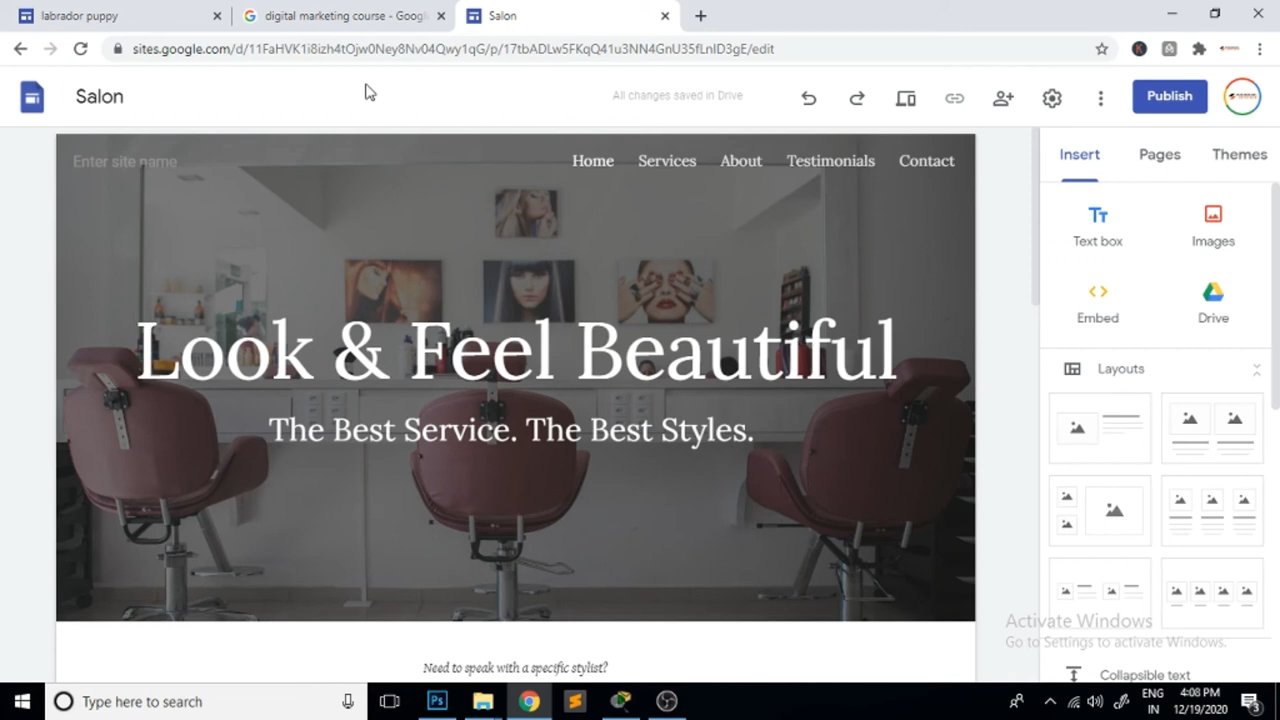 labrador puppy
digital marketing course - Goog
Salon
sites.google.com/d/11FaHVK1i8izh4tOjw0Ney8Nv04Qwy1qG/p/17tbADLw5FKqQ41u3NN4GnU35fLnID3gE/edit
Salon
All changes saved in Drive
Publish
Enter site name
Home Services About Testimonials Contact
Insert Pages Themes
Text box Images
Embed Drive
Layouts
Look & Feel Beautiful
The Best Service. The Best Styles.
Need to speak with a specific stylist?
Collapsible text
Activate Windows
Go to Settings to activate Windows.
Type here to search
Ps
ENG
IN
4:08 PM
12/19/2020
3